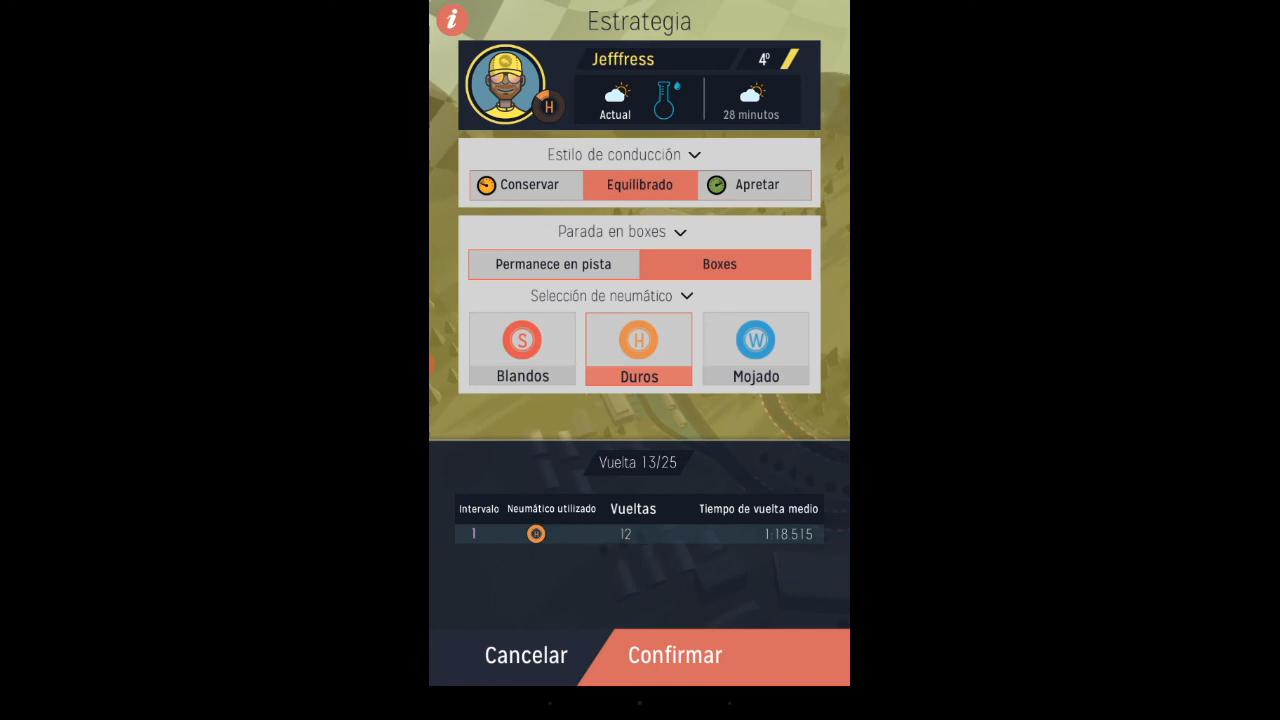 i
Estrategia
Jefffress 4º
H
Actual 28 minutos
Estilo de conducción
Conservar Equilibrado Apretar
Parada en boxes
Permanece en pista Boxes
Selección de neumático
S H W
Blandos Duros Mojado
Vuelta 13/25
Intervalo Neumático utilizado Vueltas Tiempo de vuelta medio
1 H 12 1:18.515
Cancelar Confirmar